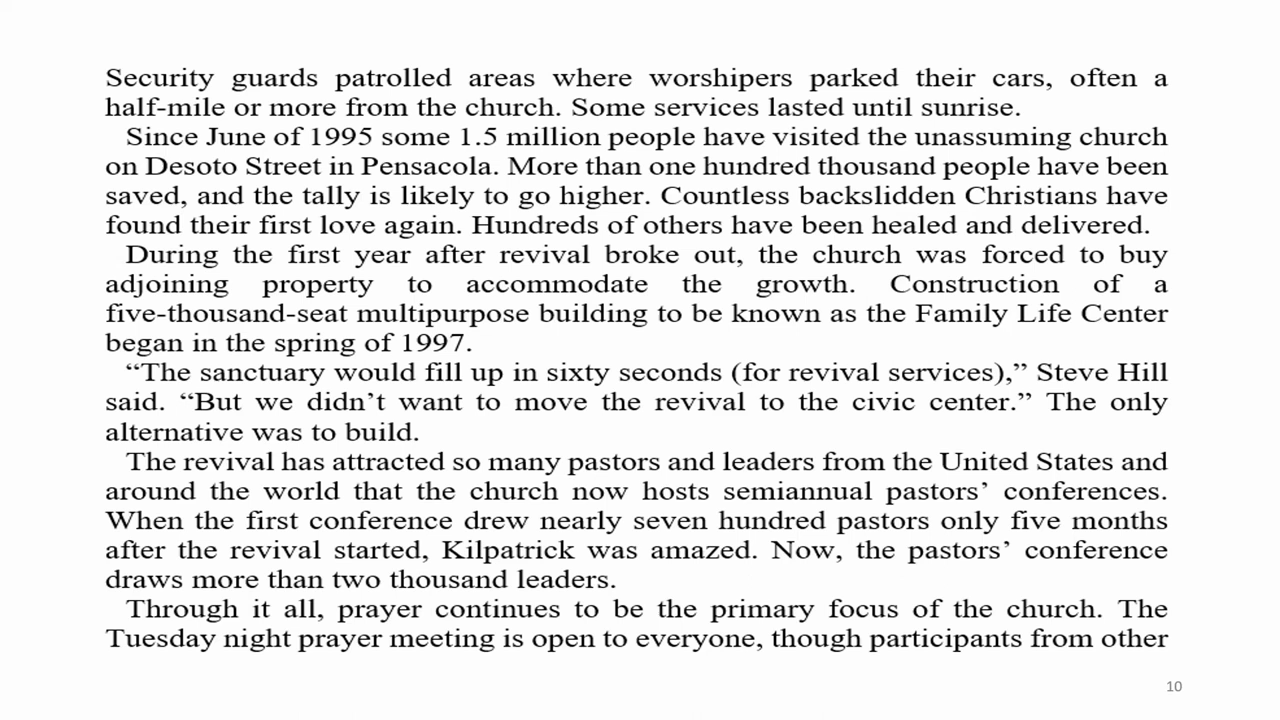 Security guards patrolled areas where worshipers parked their cars, often a
half-mile or more from the church. Some services lasted until sunrise.
Since June of 1995 some 1.5 million people have visited the unassuming church
on Desoto Street in Pensacola. More than one hundred thousand people have been
saved, and the tally is likely to go higher. Countless backslidden Christians have
found their first love again. Hundreds of others have been healed and delivered.
During the first year after revival broke out, the church was forced to buy
adjoining property to accommodate the growth. Construction of a
five-thousand-seat multipurpose building to be known as the Family Life Center
began in the spring of 1997.
“The sanctuary would fill up in sixty seconds (for revival services),” Steve Hill
said. “But we didn’t want to move the revival to the civic center.” The only
alternative was to build.
The revival has attracted so many pastors and leaders from the United States and
around the world that the church now hosts semiannual pastors’ conferences.
When the first conference drew nearly seven hundred pastors only five months
after the revival started, Kilpatrick was amazed. Now, the pastors’ conference
draws more than two thousand leaders.
Through it all, prayer continues to be the primary focus of the church. The
Tuesday night prayer meeting is open to everyone, though participants from other
10